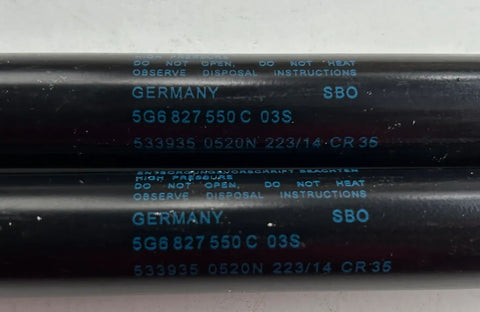 DO NOT OPEN, DO NOT HEAT
OBSERVE DISPOSAL INSTRUCTIONS
GERMANY SBO
5G6 827 550 C 03S
533935 0520N 223/14 CR 35
HIGH PRESSURE
DO NOT OPEN, DO NOT HEAT
OBSERVE DISPOSAL INSTRUCTIONS
GERMANY SBO
5G6 827 550 C 03S
533935 0520N 223/14 CR 35